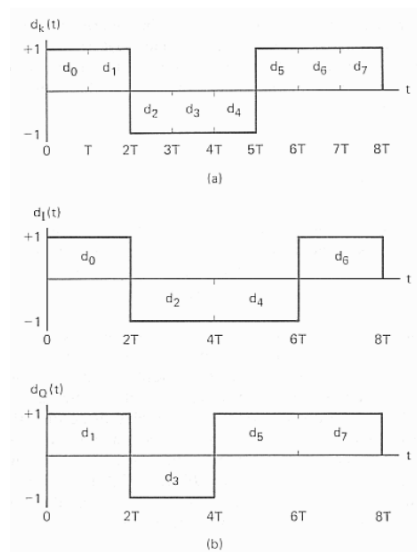 dk(t)
+1
d0 d1 d5 d6 d7
t
d2 d3 d4
−1
0 T 2T 3T 4T 5T 6T 7T 8T
(a)
dI(t)
+1
d0 d6
t
d2 d4
−1
0 2T 4T 6T 8T
dQ(t)
+1
d1 d5 d7
t
d3
−1
0 2T 4T 6T 8T
(b)